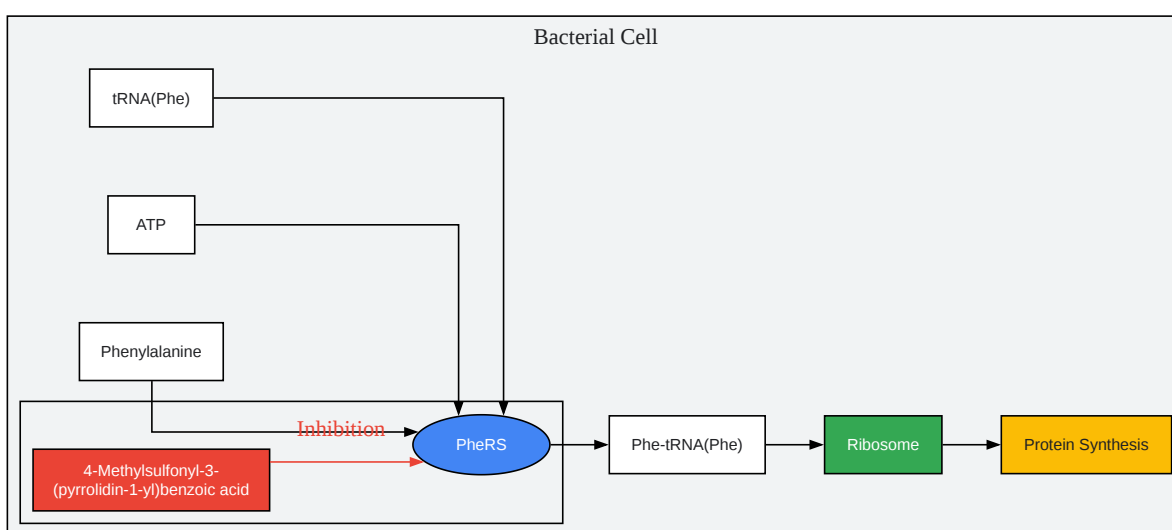 Bacterial Cell
tRNA(Phe)
ATP
Phenylalanine
Inhibition
PheRS
4-Methylsulfonyl-3-
(pyrrolidin-1-yl)benzoic acid
Phe-tRNA(Phe)
Ribosome
Protein Synthesis